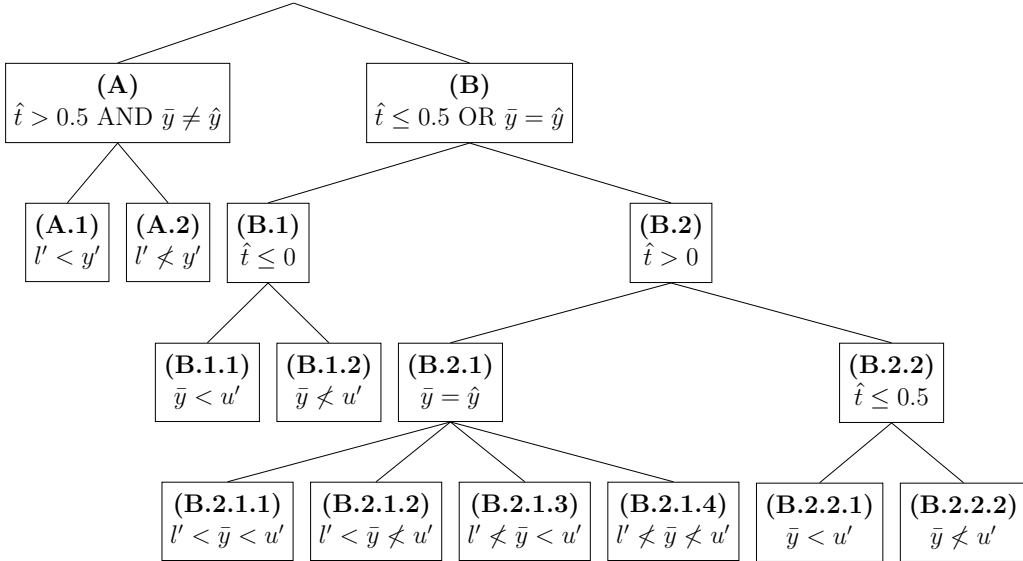 (A)
t̂ > 0.5 AND ȳ ≠ ŷ
(B)
t̂ ≤ 0.5 OR ȳ = ŷ
(A.1)
l′ < y′
(A.2)
l′ ≮ y′
(B.1)
t̂ ≤ 0
(B.2)
t̂ > 0
(B.1.1)
ȳ < u′
(B.1.2)
ȳ ≮ u′
(B.2.1)
ȳ = ŷ
(B.2.2)
t̂ ≤ 0.5
(B.2.1.1)
l′ < ȳ < u′
(B.2.1.2)
l′ < ȳ ≮ u′
(B.2.1.3)
l′ ≮ ȳ < u′
(B.2.1.4)
l′ ≮ ȳ ≮ u′
(B.2.2.1)
ȳ < u′
(B.2.2.2)
ȳ ≮ u′